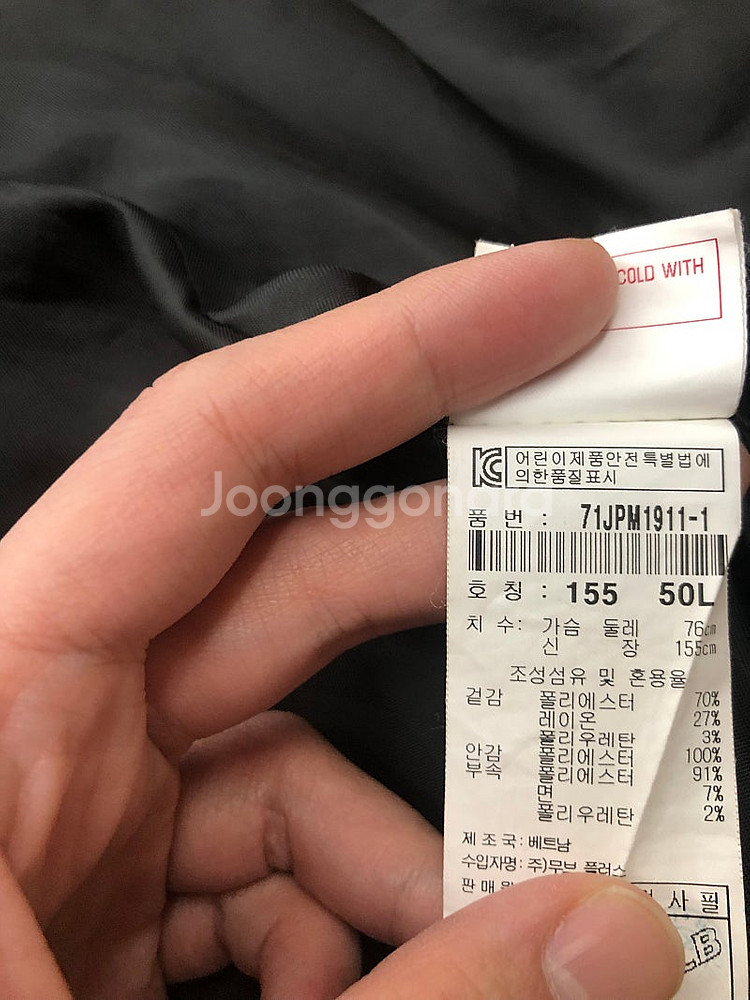 COLD WITH
어린이제품안전특별법에
의한품질표시
Joonggonara
품 번 : 71JPM1911-1
호 칭 : 155 50L
치 수 : 가슴 둘레 76cm
신 장 155cm
조성섬유 및 혼용율
겉감 폴리에스터 70%
레이온 27%
폴리우레탄 3%
안감 폴리에스터 100%
부속 폴리에스터 91%
면 7%
폴리우레탄 2%
제 조 국 : 베트남
수입자명 : 주)무브 플러스
판 매
사 필